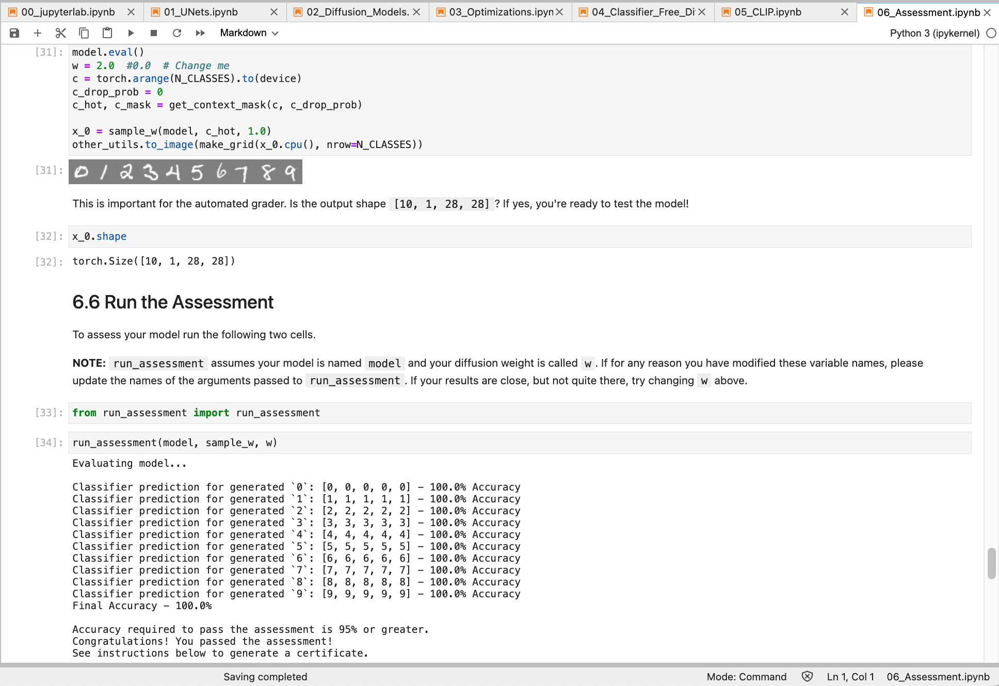 00_jupyterlab.ipynb
01_UNets.ipynb
02_Diffusion_Models.
03_Optimizations.ipyn
04_Classifier_Free_Di
05_CLIP.ipynb
06_Assessment.ipynb
Markdown
Python 3 (ipykernel)
[31]: model.eval()
w = 2.0  #0.0  # Change me
c = torch.arange(N_CLASSES).to(device)
c_drop_prob = 0
c_hot, c_mask = get_context_mask(c, c_drop_prob)
x_0 = sample_w(model, c_hot, 1.0)
other_utils.to_image(make_grid(x_0.cpu(), nrow=N_CLASSES))
[31]: 0 1 2 3 4 5 6 7 8 9
This is important for the automated grader. Is the output shape [10, 1, 28, 28] ? If yes, you're ready to test the model!
[32]: x_0.shape
[32]: torch.Size([10, 1, 28, 28])
6.6 Run the Assessment
To assess your model run the following two cells.
NOTE: run_assessment assumes your model is named model and your diffusion weight is called w . If for any reason you have modified these variable names, please
update the names of the arguments passed to run_assessment . If your results are close, but not quite there, try changing w above.
[33]: from run_assessment import run_assessment
[34]: run_assessment(model, sample_w, w)
Evaluating model...
Classifier prediction for generated `0`: [0, 0, 0, 0, 0] – 100.0% Accuracy
Classifier prediction for generated `1`: [1, 1, 1, 1, 1] – 100.0% Accuracy
Classifier prediction for generated `2`: [2, 2, 2, 2, 2] – 100.0% Accuracy
Classifier prediction for generated `3`: [3, 3, 3, 3, 3] – 100.0% Accuracy
Classifier prediction for generated `4`: [4, 4, 4, 4, 4] – 100.0% Accuracy
Classifier prediction for generated `5`: [5, 5, 5, 5, 5] – 100.0% Accuracy
Classifier prediction for generated `6`: [6, 6, 6, 6, 6] – 100.0% Accuracy
Classifier prediction for generated `7`: [7, 7, 7, 7, 7] – 100.0% Accuracy
Classifier prediction for generated `8`: [8, 8, 8, 8, 8] – 100.0% Accuracy
Classifier prediction for generated `9`: [9, 9, 9, 9, 9] – 100.0% Accuracy
Final Accuracy – 100.0%
Accuracy required to pass the assessment is 95% or greater.
Congratulations! You passed the assessment!
See instructions below to generate a certificate.
Saving completed
Mode: Command
Ln 1, Col 1
06_Assessment.ipynb